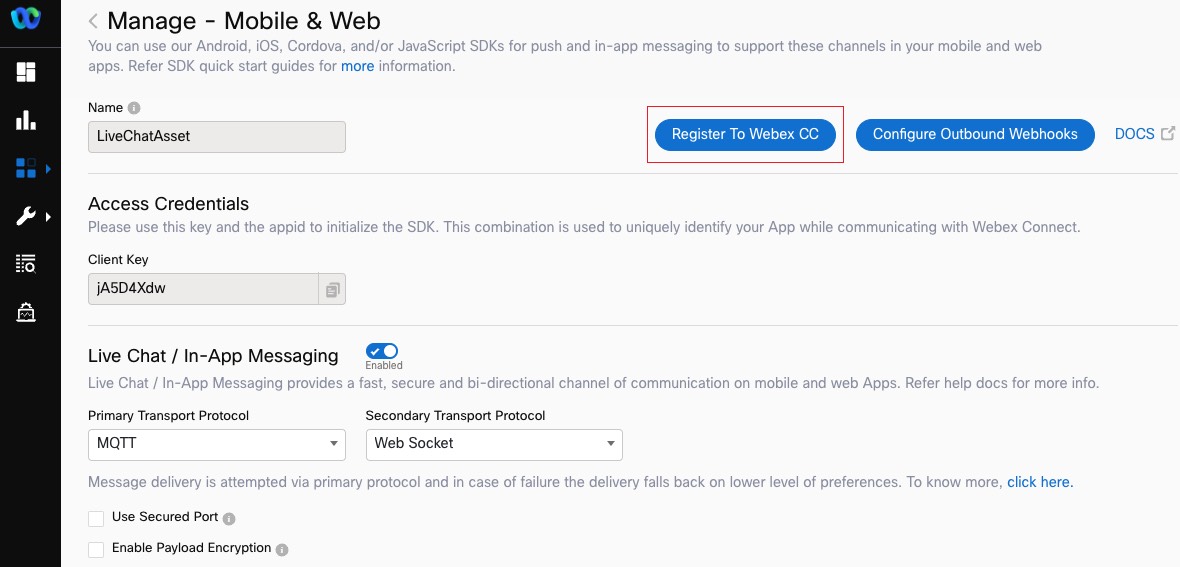 Manage - Mobile & Web
You can use our Android, iOS, Cordova, and/or JavaScript SDKs for push and in-app messaging to support these channels in your mobile and web
apps. Refer SDK quick start guides for more information.
Name
LiveChatAsset
Register To Webex CC
Configure Outbound Webhooks
DOCS
Access Credentials
Please use this key and the appid to initialize the SDK. This combination is used to uniquely identify your App while communicating with Webex Connect.
Client Key
jA5D4Xdw
Live Chat / In-App Messaging
Enabled
Live Chat / In-App Messaging provides a fast, secure and bi-directional channel of communication on mobile and web Apps. Refer help docs for more info.
Primary Transport Protocol
Secondary Transport Protocol
MQTT
Web Socket
Message delivery is attempted via primary protocol and in case of failure the delivery falls back on lower level of preferences. To know more, click here.
Use Secured Port
Enable Payload Encryption